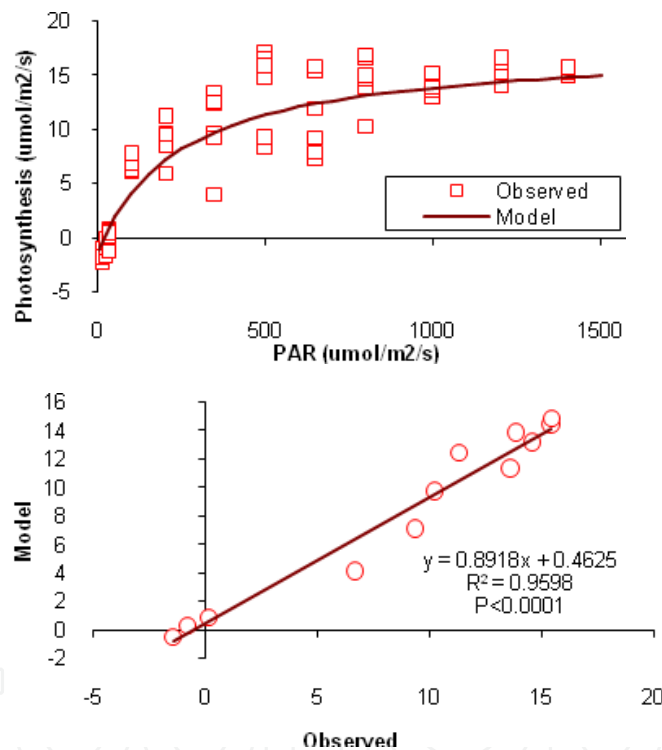 Photosynthesis (umol/m2/s)
20
15
10
5
0
-5
Observed
Model
0 500 1000 1500
PAR (umol/m2/s)
Model
16
14
12
10
8
6
4
2
0
-2
y = 0.8918x + 0.4625
R² = 0.9598
P<0.0001
-5 0 5 10 15 20
Observed